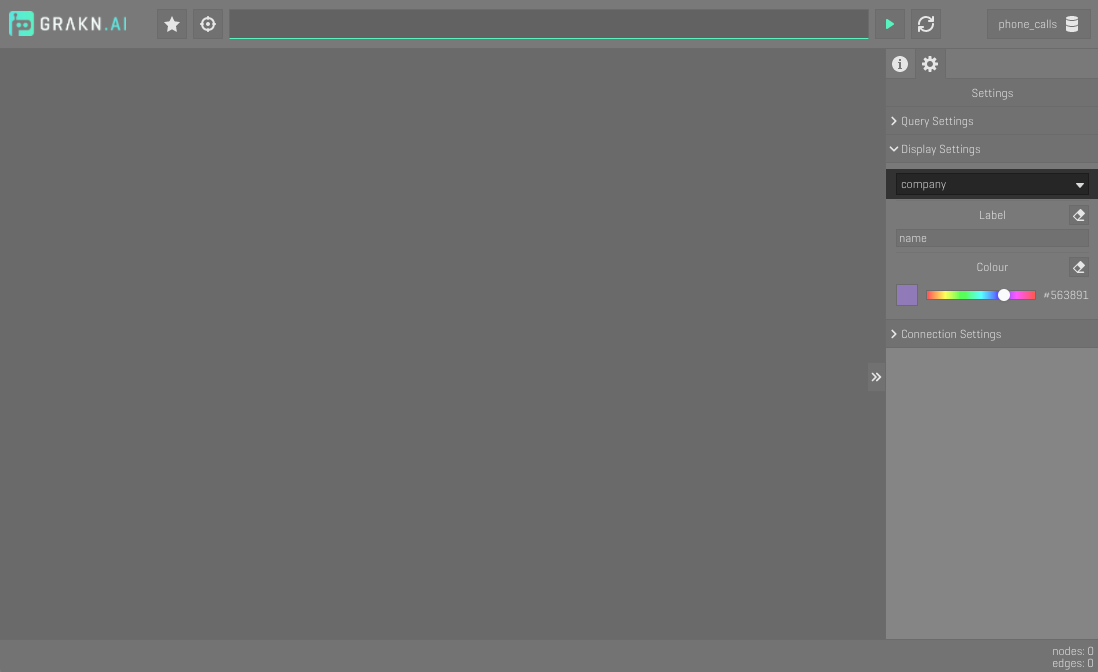 GRAKN.AI
phone_calls
Settings
Query Settings
Display Settings
company
Label
name
Colour
#563891
Connection Settings
nodes: 0
edges: 0